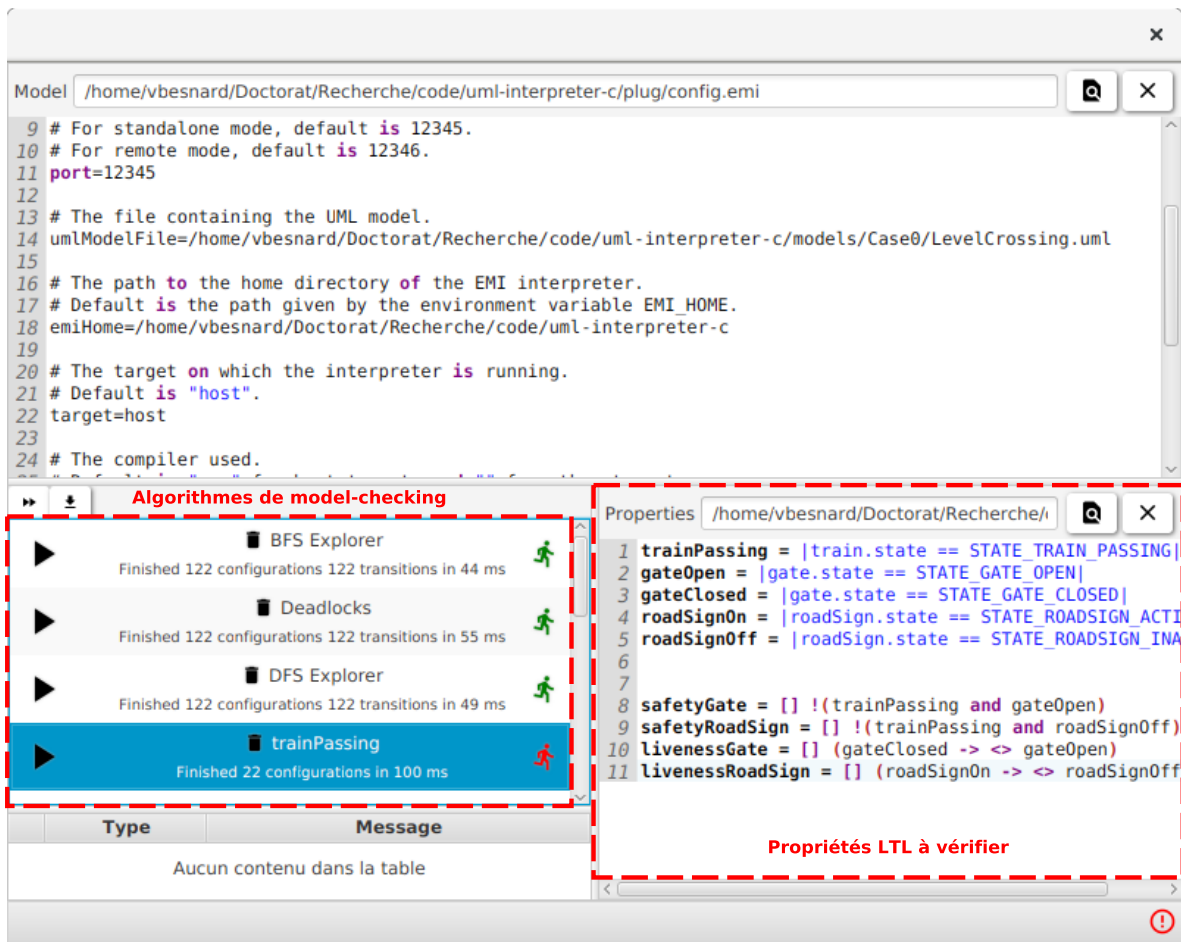 Model /home/vbesnard/Doctorat/Recherche/code/uml-interpreter-c/plug/config.emi
9 # For standalone mode, default is 12345.
10 # For remote mode, default is 12346.
11 port=12345
12
13 # The file containing the UML model.
14 umlModelFile=/home/vbesnard/Doctorat/Recherche/code/uml-interpreter-c/models/Case0/LevelCrossing.uml
15
16 # The path to the home directory of the EMI interpreter.
17 # Default is the path given by the environment variable EMI_HOME.
18 emiHome=/home/vbesnard/Doctorat/Recherche/code/uml-interpreter-c
19
20 # The target on which the interpreter is running.
21 # Default is "host".
22 target=host
23
24 # The compiler used.
Algorithmes de model-checking
BFS Explorer
Finished 122 configurations 122 transitions in 44 ms
Deadlocks
Finished 122 configurations 122 transitions in 55 ms
DFS Explorer
Finished 122 configurations 122 transitions in 49 ms
trainPassing
Finished 22 configurations in 100 ms
Type Message
Aucun contenu dans la table
Properties /home/vbesnard/Doctorat/Recherche/
1 trainPassing = |train.state == STATE_TRAIN_PASSING|
2 gateOpen = |gate.state == STATE_GATE_OPEN|
3 gateClosed = |gate.state == STATE_GATE_CLOSED|
4 roadSignOn = |roadSign.state == STATE_ROADSIGN_ACTI
5 roadSignOff = |roadSign.state == STATE_ROADSIGN_INA
6
7
8 safetyGate = [] !(trainPassing and gateOpen)
9 safetyRoadSign = [] !(trainPassing and roadSignOff)
10 livenessGate = [] (gateClosed -> <> gateOpen)
11 livenessRoadSign = [] (roadSignOn -> <> roadSignOff
Propriétés LTL à vérifier